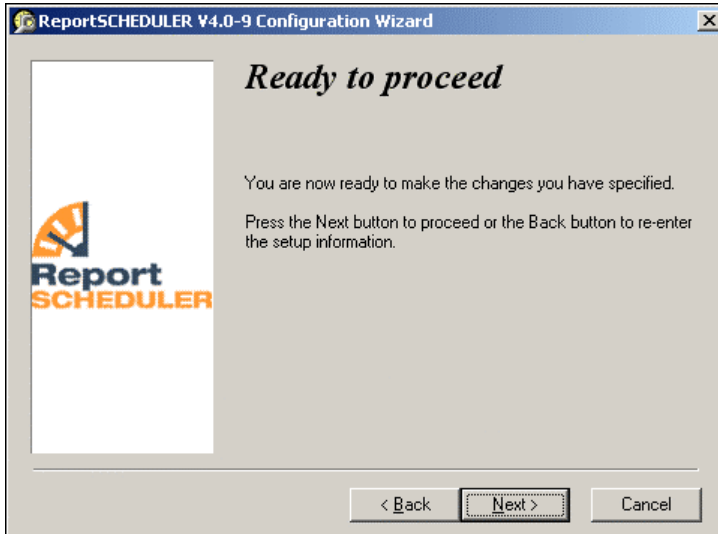 ReportSCHEDULER V4.0-9 Configuration Wizard
Ready to proceed
You are now ready to make the changes you have specified.
Press the Next button to proceed or the Back button to re-enter
the setup information.
Report
SCHEDULER
< Back
Next >
Cancel